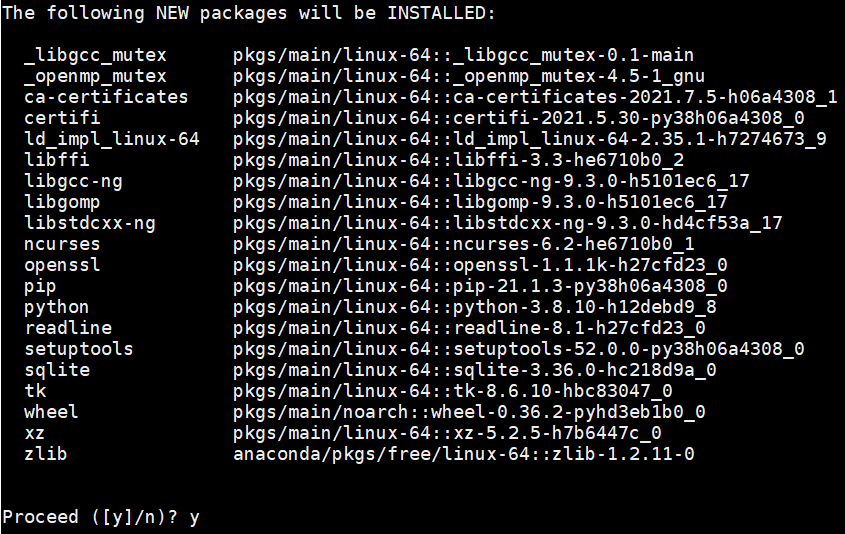 The following NEW packages will be INSTALLED:
_libgcc_mutex pkgs/main/linux-64::_libgcc_mutex-0.1-main
_openmp_mutex pkgs/main/linux-64::_openmp_mutex-4.5-1_gnu
ca-certificates pkgs/main/linux-64::ca-certificates-2021.7.5-h06a4308_1
certifi pkgs/main/linux-64::certifi-2021.5.30-py38h06a4308_0
ld_impl_linux-64 pkgs/main/linux-64::ld_impl_linux-64-2.35.1-h7274673_9
libffi pkgs/main/linux-64::libffi-3.3-he6710b0_2
libgcc-ng pkgs/main/linux-64::libgcc-ng-9.3.0-h5101ec6_17
libgomp pkgs/main/linux-64::libgomp-9.3.0-h5101ec6_17
libstdcxx-ng pkgs/main/linux-64::libstdcxx-ng-9.3.0-hd4cf53a_17
ncurses pkgs/main/linux-64::ncurses-6.2-he6710b0_1
openssl pkgs/main/linux-64::openssl-1.1.1k-h27cfd23_0
pip pkgs/main/linux-64::pip-21.1.3-py38h06a4308_0
python pkgs/main/linux-64::python-3.8.10-h12debd9_8
readline pkgs/main/linux-64::readline-8.1-h27cfd23_0
setuptools pkgs/main/linux-64::setuptools-52.0.0-py38h06a4308_0
sqlite pkgs/main/linux-64::sqlite-3.36.0-hc218d9a_0
tk pkgs/main/linux-64::tk-8.6.10-hbc83047_0
wheel pkgs/main/noarch::wheel-0.36.2-pyhd3eb1b0_0
xz pkgs/main/linux-64::xz-5.2.5-h7b6447c_0
zlib anaconda/pkgs/free/linux-64::zlib-1.2.11-0
Proceed ([y]/n)? y